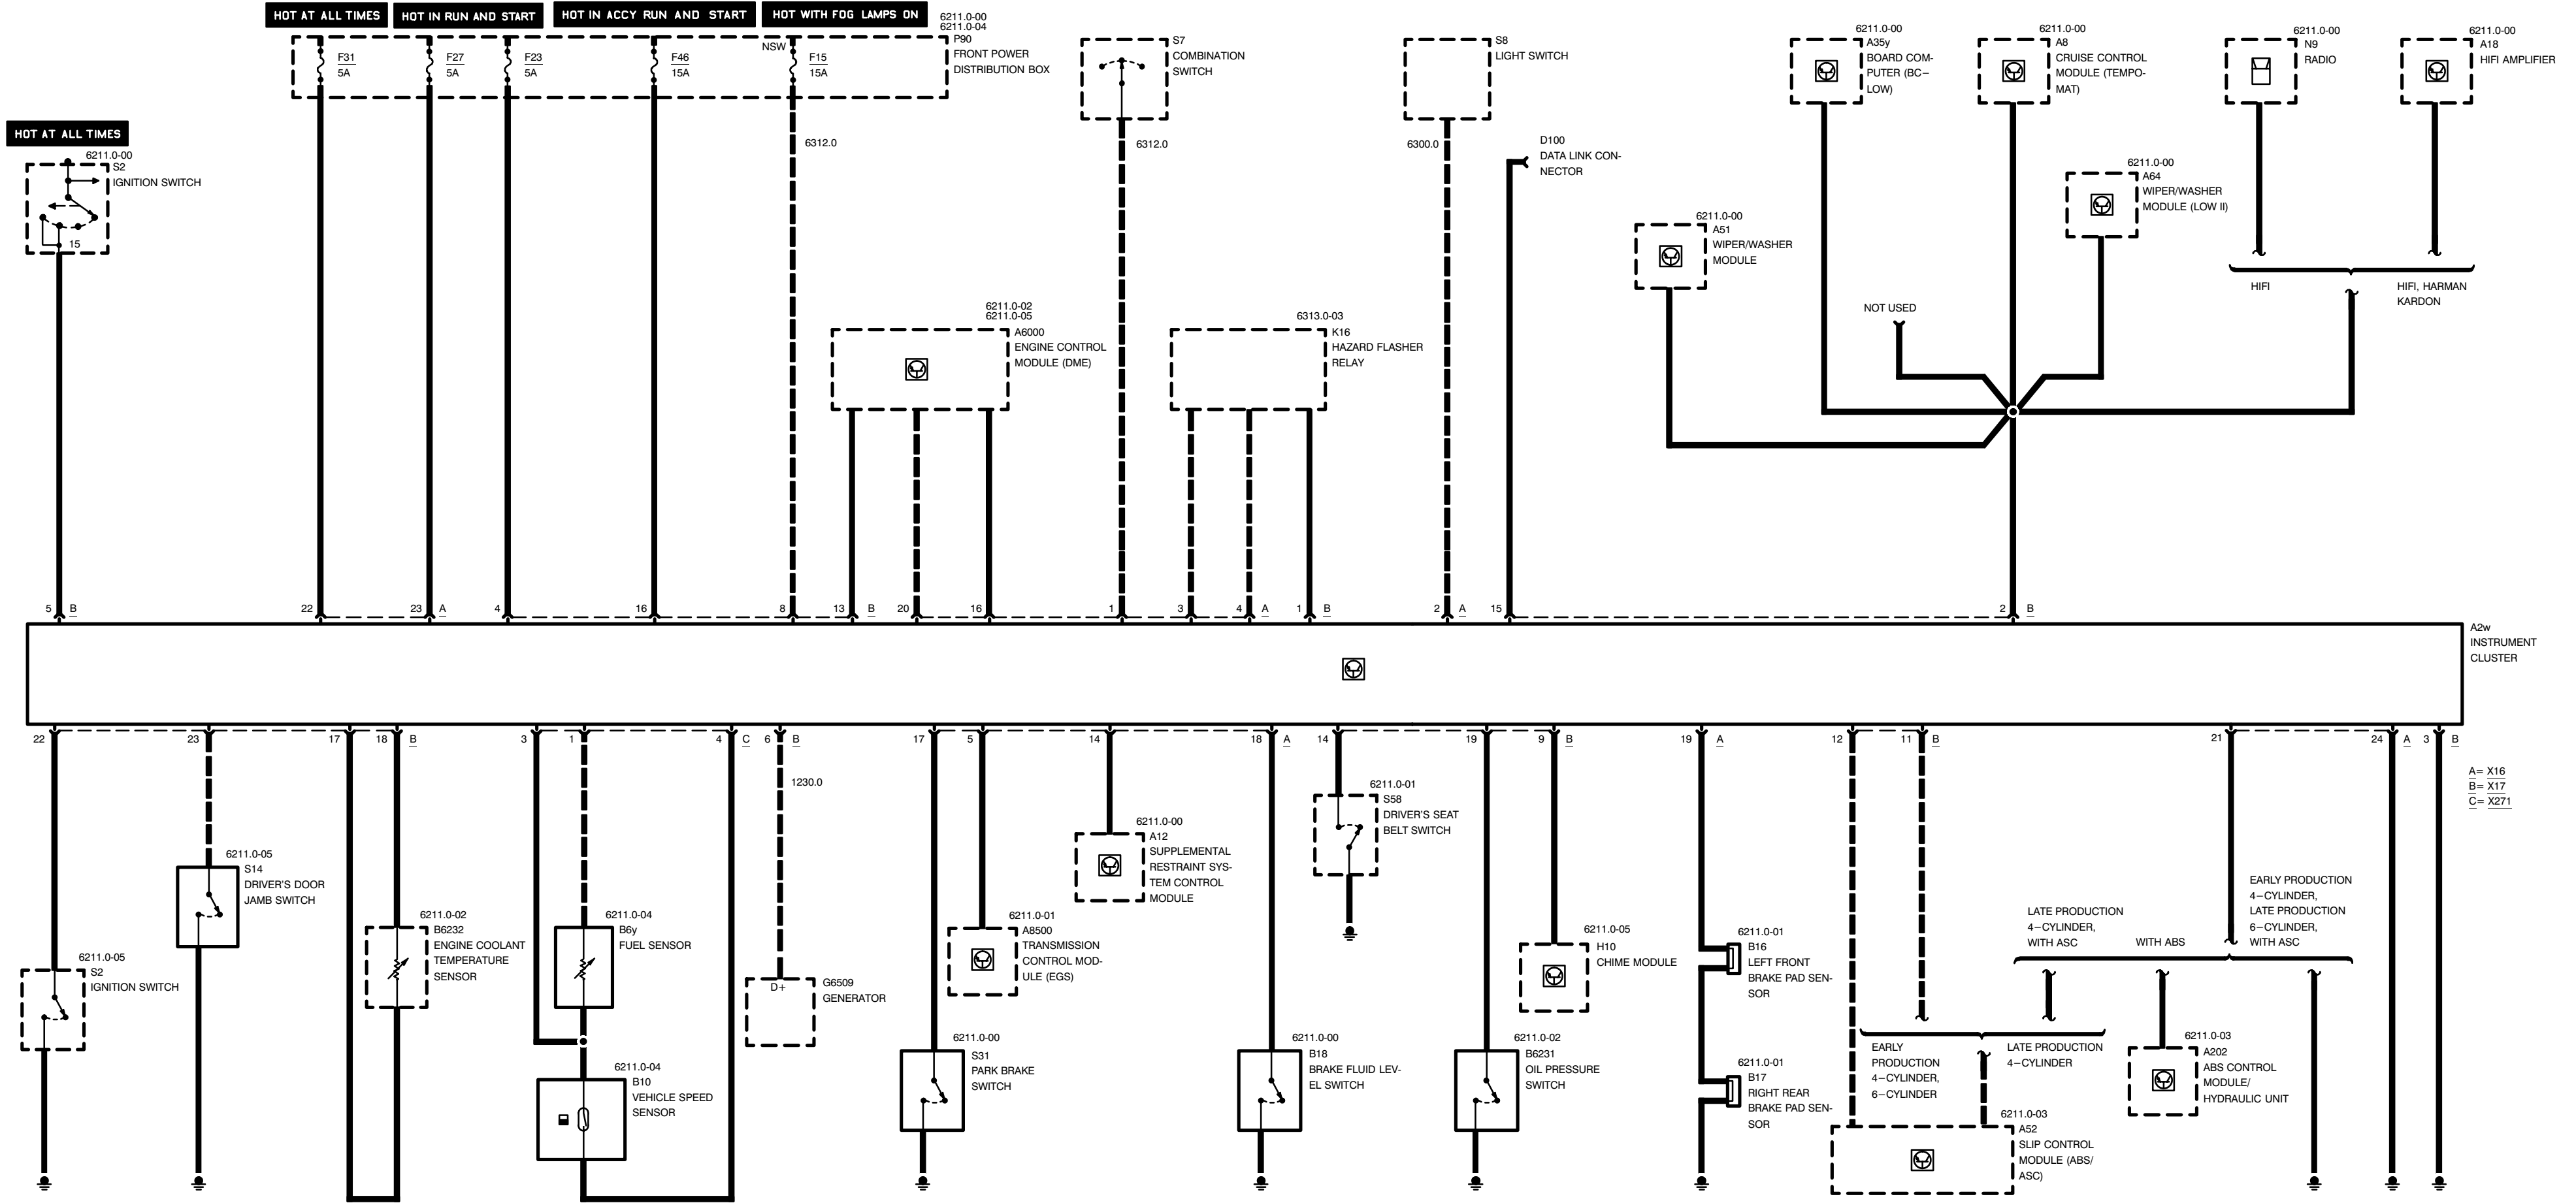 HOT AT ALL TIMES
HOT IN RUN AND START
HOT IN ACCY RUN AND START
HOT WITH FOG LAMPS ON
6211.0-00
6211.0-04
P90
FRONT POWER
DISTRIBUTION BOX
F31
5A
F27
5A
F23
5A
F46
15A
NSW
F15
15A
6312.0
S7
COMBINATION
SWITCH
6312.0
S8
LIGHT SWITCH
6300.0
D100
DATA LINK CON-
NECTOR
6211.0-00
A35y
BOARD COM-
PUTER (BC-
LOW)
6211.0-00
A8
CRUISE CONTROL
MODULE (TEMPO-
MAT)
6211.0-00
N9
RADIO
6211.0-00
A18
HIFI AMPLIFIER
HOT AT ALL TIMES
6211.0-00
S2
IGNITION SWITCH
15
6211.0-00
A64
WIPER/WASHER
MODULE (LOW II)
6211.0-00
A51
WIPER/WASHER
MODULE
HIFI
HIFI, HARMAN
KARDON
NOT USED
6211.0-02
6211.0-05
A6000
ENGINE CONTROL
MODULE (DME)
6313.0-03
K16
HAZARD FLASHER
RELAY
5 B
22
23 A
4
16
8
13 B
20
16
1
3
4 A
1 B
2 A
15
2 B
A2w
INSTRUMENT
CLUSTER
22
23
17
18 B
3
1
4 C
6 B
17
5
14
18 A
14
19
9 B
19 A
12
11 B
21
24 A
3 B
A= X16
B= X17
C= X271
1230.0
6211.0-01
S58
DRIVER'S SEAT
BELT SWITCH
6211.0-00
A12
SUPPLEMENTAL
RESTRAINT SYS-
TEM CONTROL
MODULE
6211.0-05
S14
DRIVER'S DOOR
JAMB SWITCH
6211.0-02
B6232
ENGINE COOLANT
TEMPERATURE
SENSOR
6211.0-04
B6y
FUEL SENSOR
6211.0-01
A8500
TRANSMISSION
CONTROL MOD-
ULE (EGS)
6211.0-05
H10
CHIME MODULE
6211.0-01
B16
LEFT FRONT
BRAKE PAD SEN-
SOR
LATE PRODUCTION
4-CYLINDER,
WITH ASC
WITH ABS
EARLY PRODUCTION
4-CYLINDER,
LATE PRODUCTION
6-CYLINDER,
WITH ASC
6211.0-05
S2
IGNITION SWITCH
D+
G6509
GENERATOR
6211.0-04
B10
VEHICLE SPEED
SENSOR
6211.0-00
S31
PARK BRAKE
SWITCH
6211.0-00
B18
BRAKE FLUID LEV-
EL SWITCH
6211.0-02
B6231
OIL PRESSURE
SWITCH
6211.0-01
B17
RIGHT REAR
BRAKE PAD SEN-
SOR
EARLY
PRODUCTION
4-CYLINDER,
6-CYLINDER
LATE PRODUCTION
4-CYLINDER
6211.0-03
A202
ABS CONTROL
MODULE/
HYDRAULIC UNIT
6211.0-03
A52
SLIP CONTROL
MODULE (ABS/
ASC)